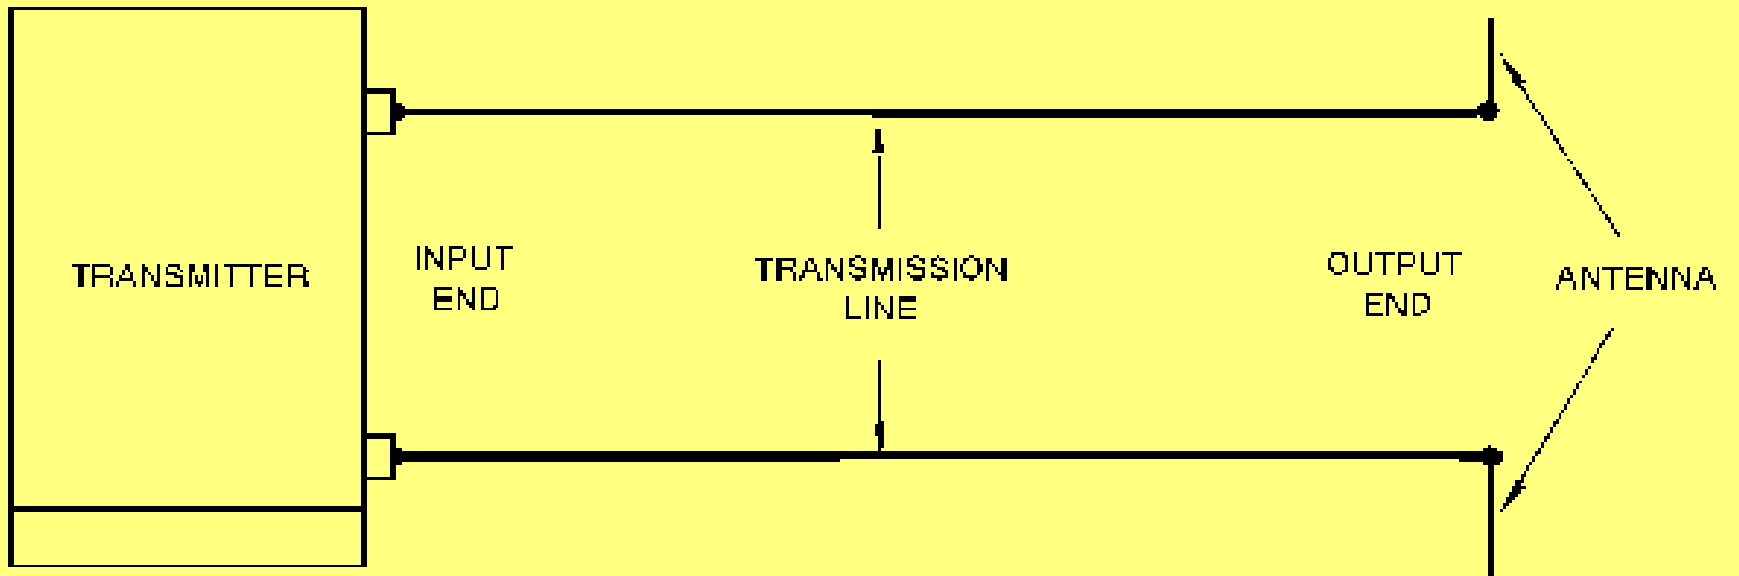 TRANSMITTER
INPUT
END
TRANSMISSION
LINE
OUTPUT
END
ANTENNA